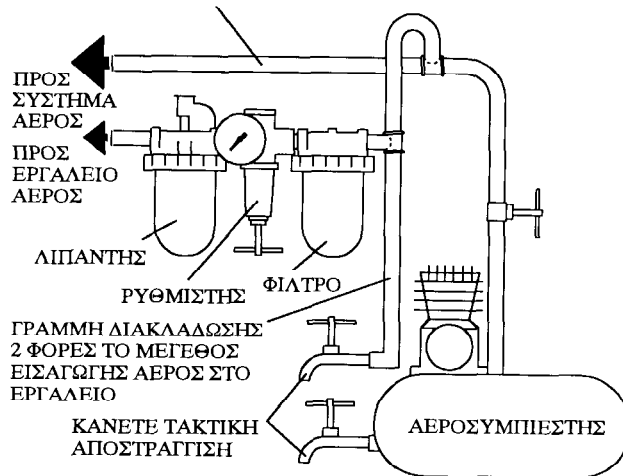 ΠΡΟΣ
ΣΥΣΤΗΜΑ
ΑΕΡΟΣ
ΠΡΟΣ
ΕΡΓΑΛΕΙΟ
ΑΕΡΟΣ
ΛΙΠΑΝΤΗΣ
ΡΥΘΜΙΣΤΗΣ
ΦΙΛΤΡΟ
ΓΡΑΜΜΗ ΔΙΑΚΛΑΔΩΣΗΣ
2 ΦΟΡΕΣ ΤΟ ΜΕΓΕΘΟΣ
ΕΙΣΑΓΩΓΗΣ ΑΕΡΟΣ ΣΤΟ
ΕΡΓΑΛΕΙΟ
ΚΑΝΕΤΕ ΤΑΚΤΙΚΗ
ΑΠΟΣΤΡΑΓΓΙΣΗ
ΑΕΡΟΣΥΜΠΙΕΣΤΗΣ